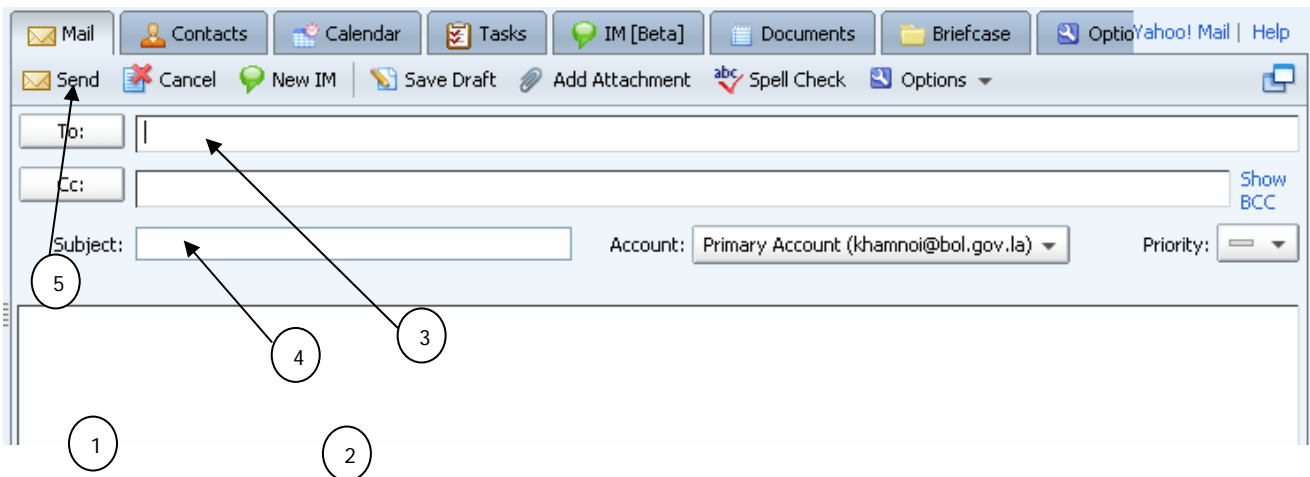 Mail Contacts Calendar Tasks IM [Beta] Documents Briefcase Optio Yahoo! Mail | Help
Send Cancel New IM Save Draft Add Attachment abc Spell Check Options
To:
Cc: Show
BCC
Subject: Account: Primary Account (khamnoi@bol.gov.la) Priority:
5
3
4
1
2